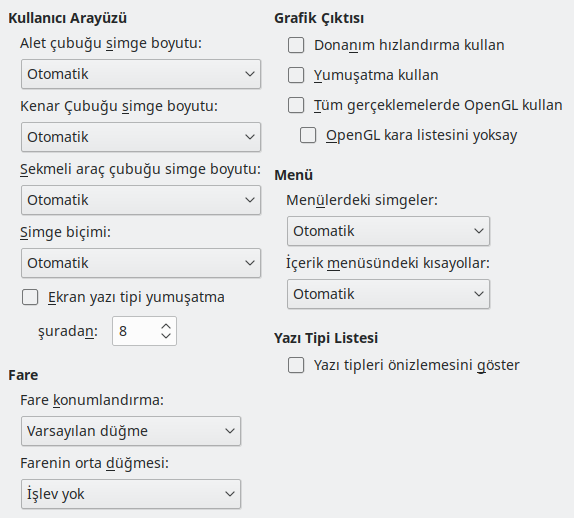 Kullanıcı Arayüzü
Alet çubuğu simge boyutu:
Otomatik
Kenar Çubuğu simge boyutu:
Otomatik
Sekmeli araç çubuğu simge boyutu:
Otomatik
Simge biçimi:
Otomatik
Ekran yazı tipi yumuşatma
şuradan:
8
Fare
Fare konumlandırma:
Varsayılan düğme
Farenin orta düğmesi:
İşlev yok
Grafik Çıktısı
Donanım hızlandırma kullan
Yumuşatma kullan
Tüm gerçeklemelerde OpenGL kullan
OpenGL kara listesini yoksay
Menü
Menülerdeki simgeler:
Otomatik
İçerik menüsündeki kısayollar:
Otomatik
Yazı Tipi Listesi
Yazı tipleri önizlemesini göster